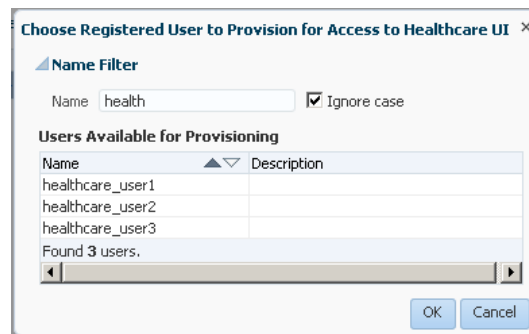 Choose Registered User to Provision for Access to Healthcare UI
Name Filter
Name health Ignore case
Users Available for Provisioning
Name Description
healthcare_user1
healthcare_user2
healthcare_user3
Found 3 users.
OK Cancel